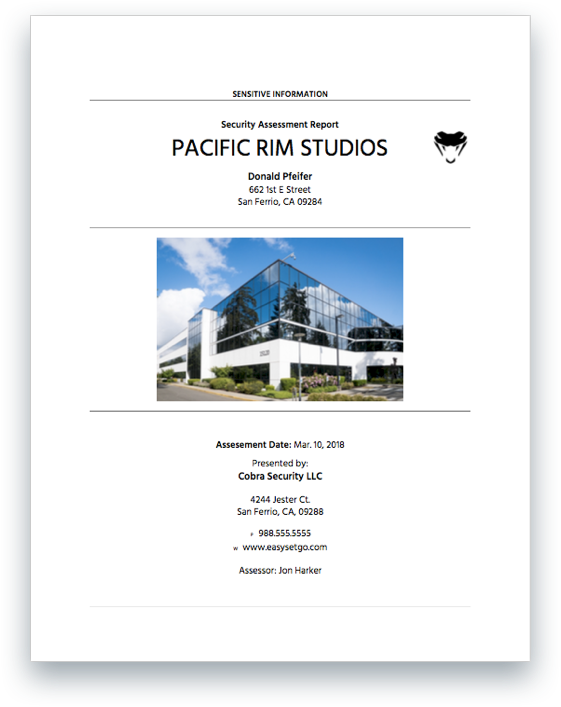 SENSITIVE INFORMATION
Security Assessment Report
PACIFIC RIM STUDIOS
Donald Pfeifer
662 1st E Street
San Ferrio, CA 09284
Assesement Date: Mar. 10, 2018
Presented by:
Cobra Security LLC
4244 Jester Ct.
San Ferrio, CA, 09288
P 988.555.5555
W www.easysetgo.com
Assessor: Jon Harker